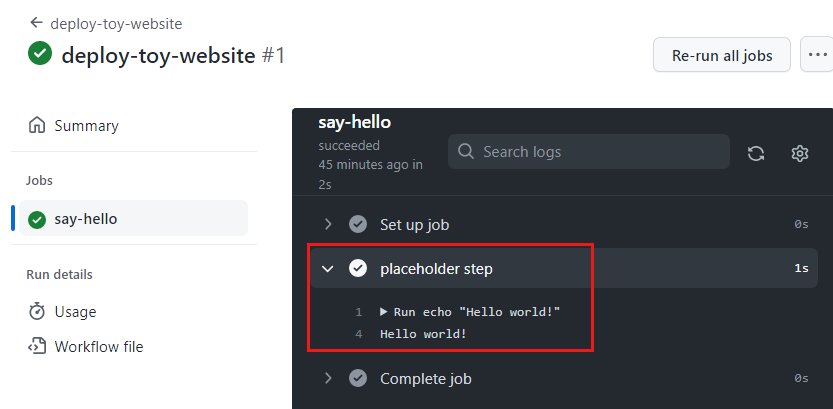 deploy-toy-website
deploy-toy-website #1
Re-run all jobs
Summary
Jobs
say-hello
Run details
Usage
Workflow file
say-hello
succeeded
45 minutes ago in
2s
Search logs
Set up job 0s
placeholder step 1s
1 Run echo "Hello world!"
4 Hello world!
Complete job 0s